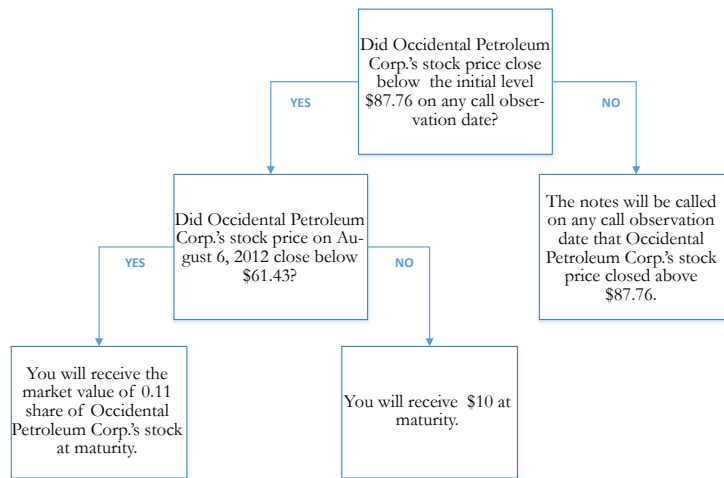 Did Occidental Petroleum
Corp.'s stock price close
below the initial level
$87.76 on any call obser-
vation date?
YES
NO
Did Occidental Petroleum
Corp.'s stock price on Au-
gust 6, 2012 close below
$61.43?
The notes will be called
on any call observation
date that Occidental
Petroleum Corp.'s stock
price closed above
$87.76.
YES
NO
You will receive the
market value of 0.11
share of Occidental
Petroleum Corp.'s stock
at maturity.
You will receive $10 at
maturity.